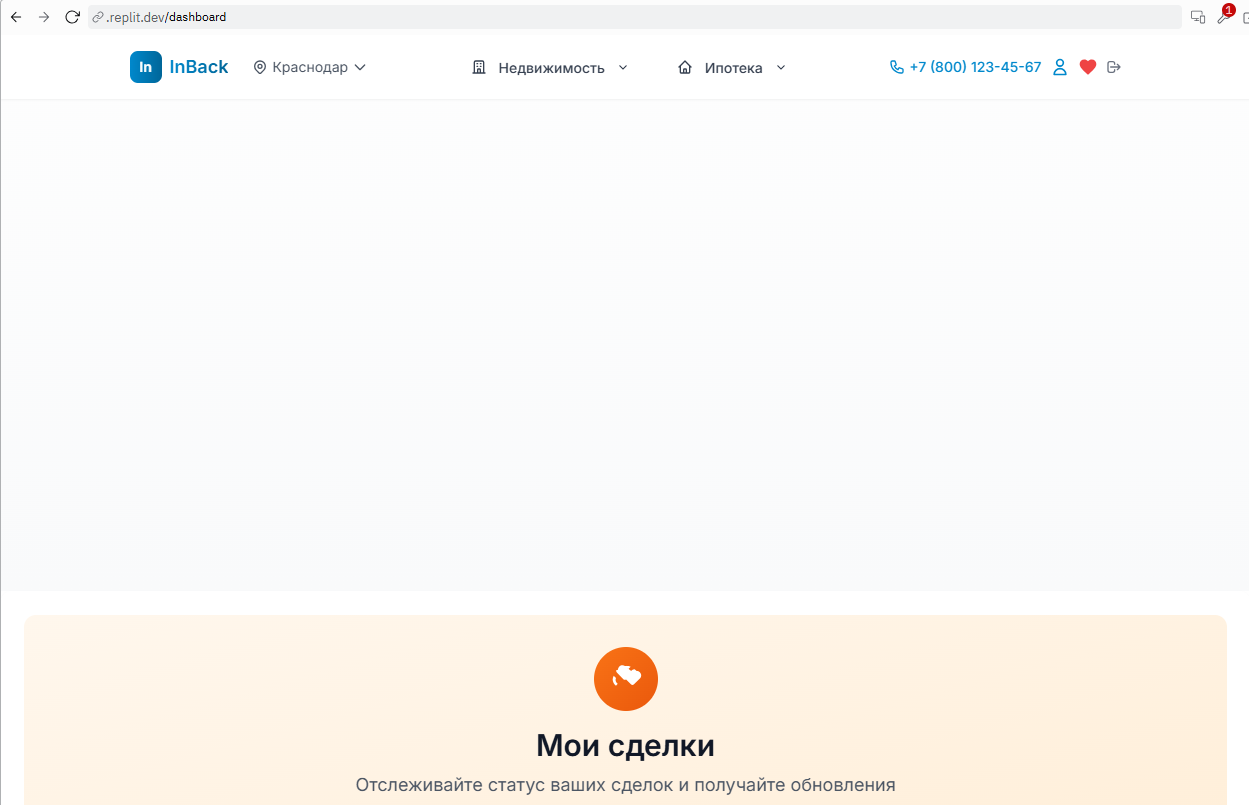 .replit.dev/dashboard
1
In InBack Краснодар Недвижимость Ипотека +7 (800) 123-45-67
Мои сделки
Отслеживайте статус ваших сделок и получайте обновления